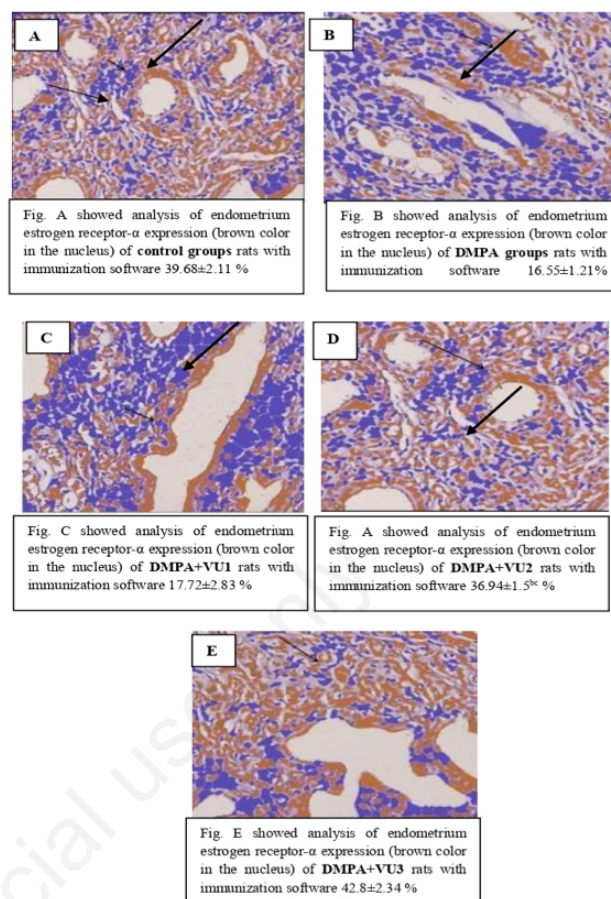 A
B
Fig. A showed analysis of endometrium
estrogen receptor-α expression (brown color
in the nucleus) of control groups rats with
immunization software 39.68±2.11 %
Fig. B showed analysis of endometrium
estrogen receptor-α expression (brown color
in the nucleus) of DMPA groups rats with
immunization software 16.55±1.21%
C
D
Fig. C showed analysis of endometrium
estrogen receptor-α expression (brown color
in the nucleus) of DMPA+VU1 rats with
immunization software 17.72±2.83 %
Fig. A showed analysis of endometrium
estrogen receptor-α expression (brown color
in the nucleus) of DMPA+VU2 rats with
immunization software 36.94±1.5ᵇᶜ %
E
Fig. E showed analysis of endometrium
estrogen receptor-α expression (brown color
in the nucleus) of DMPA+VU3 rats with
immunization software 42.8±2.34 %
cial use only